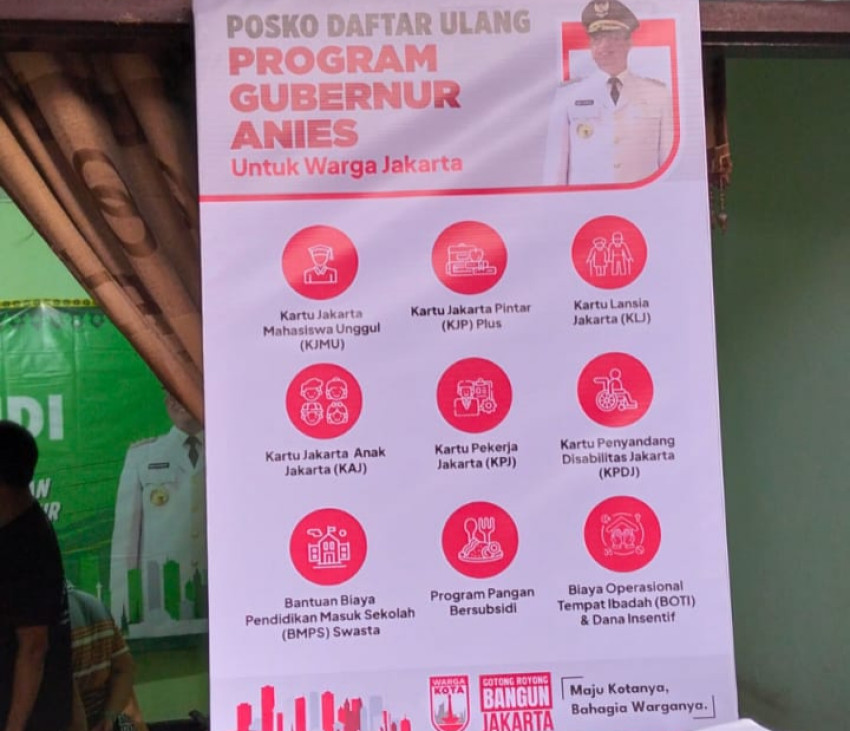 POSKO DAFTAR ULANG
PROGRAM
GUBERNUR
ANIES
Untuk Warga Jakarta
Kartu Jakarta
Mahasiswa Unggul
(KJMU)
Kartu Jakarta Pintar
(KJP) Plus
Kartu Lansia
Jakarta (KLJ)
Kartu Jakarta Anak
Jakarta (KAJ)
Kartu Pekerja
Jakarta (KPJ)
Kartu Penyandang
Disabilitas Jakarta
(KPDJ)
Bantuan Biaya
Pendidikan Masuk Sekolah
(BMPS) Swasta
Program Pangan
Bersubsidi
Biaya Operasional
Tempat Ibadah (BOTI)
& Dana Insentif
WARGA
KOTA
GOTONG ROYONG
BANGUN
JAKARTA
Maju Kotanya,
Bahagia Warganya.